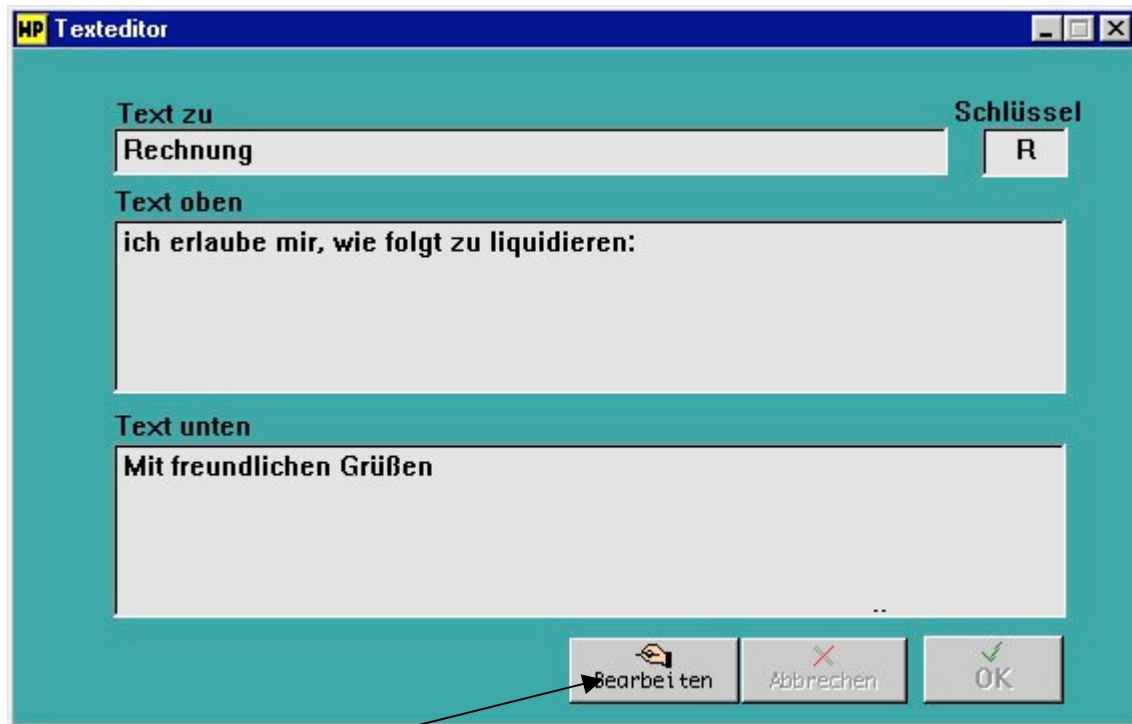 HP Texteditor
Text zu
Schlüssel
Rechnung
R
Text oben
ich erlaube mir, wie folgt zu liquidieren:
Text unten
Mit freundlichen Grüßen
Bearbeiten
Abbrechen
OK